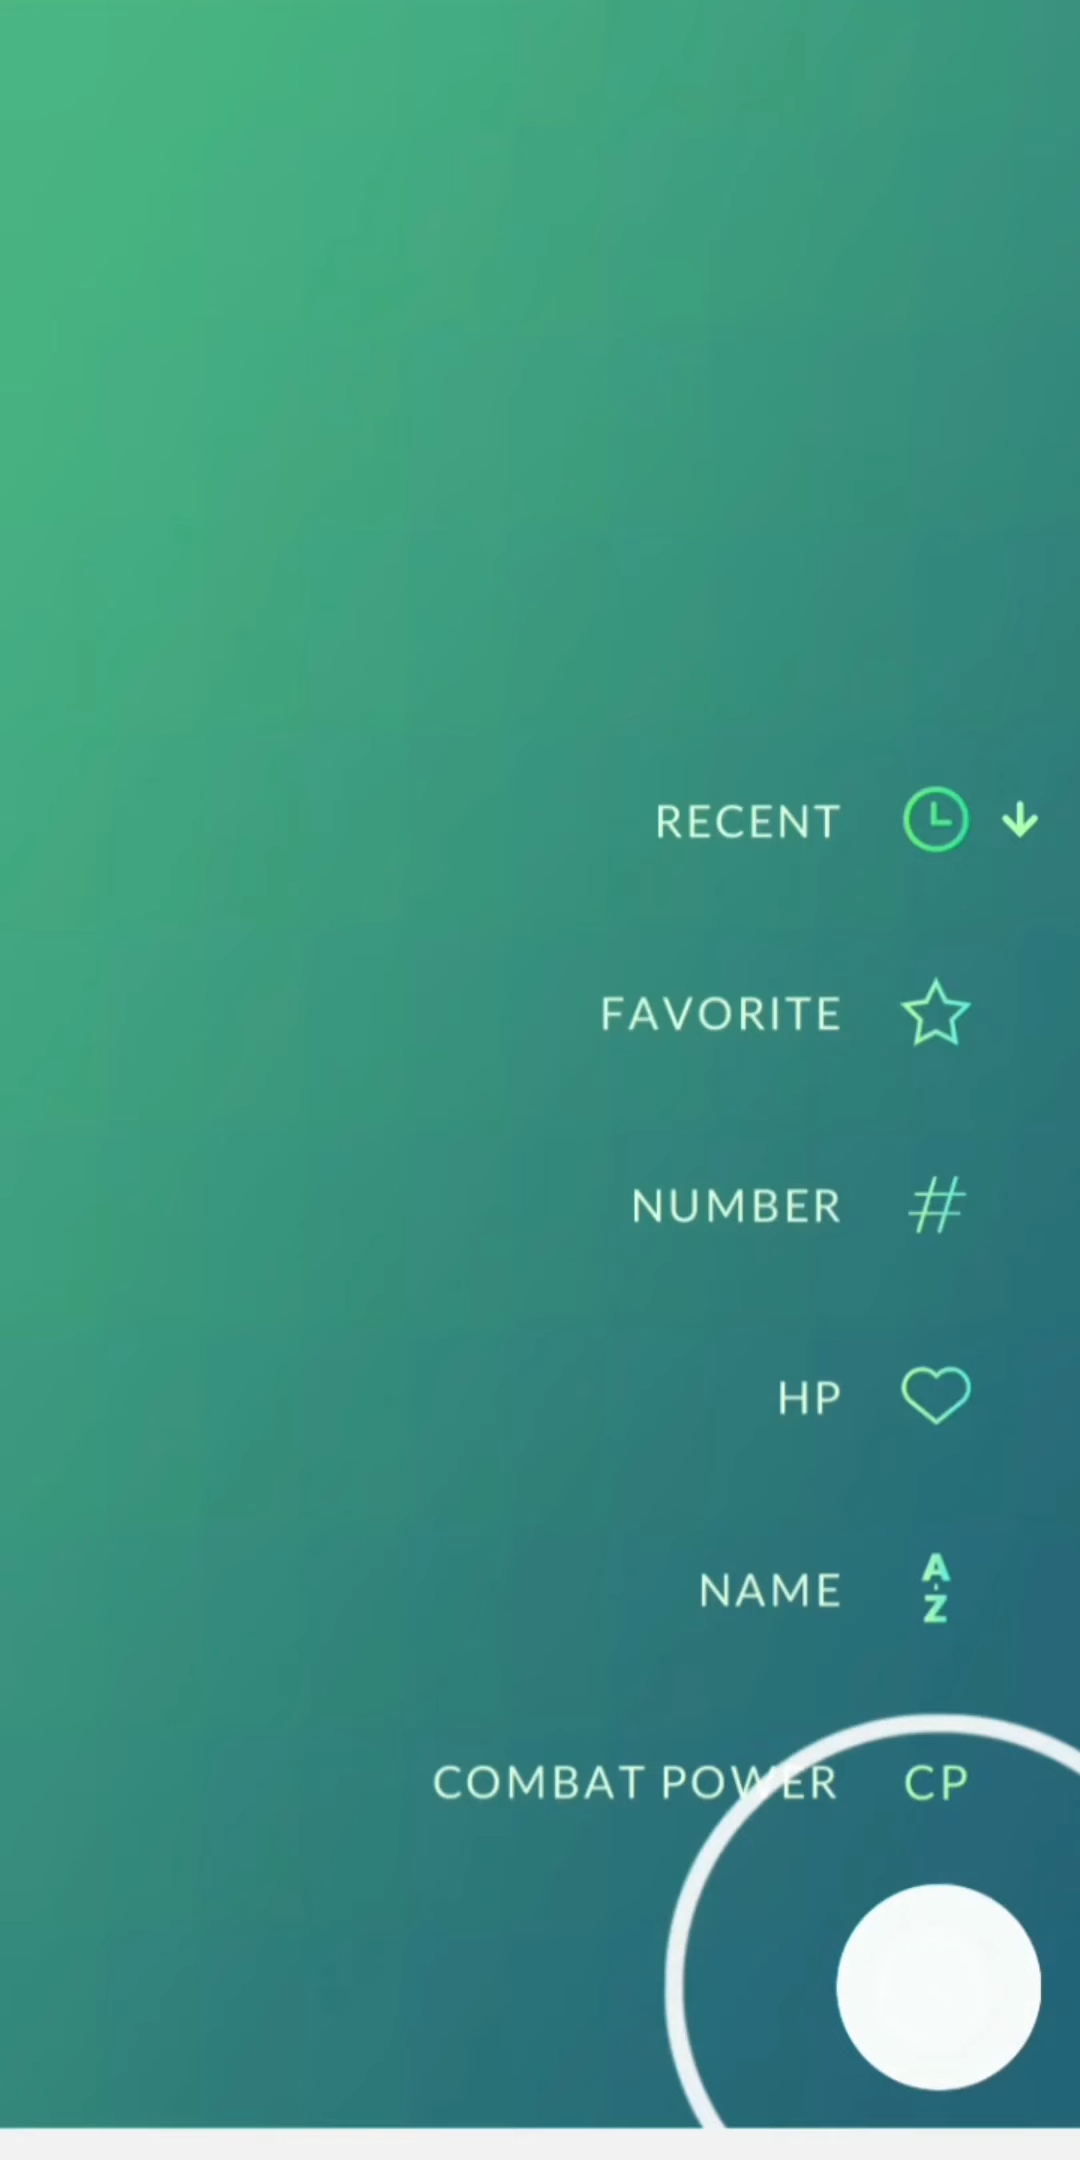 RECENT
FAVORITE
NUMBER
HP
NAME A-Z
COMBAT POWER CP